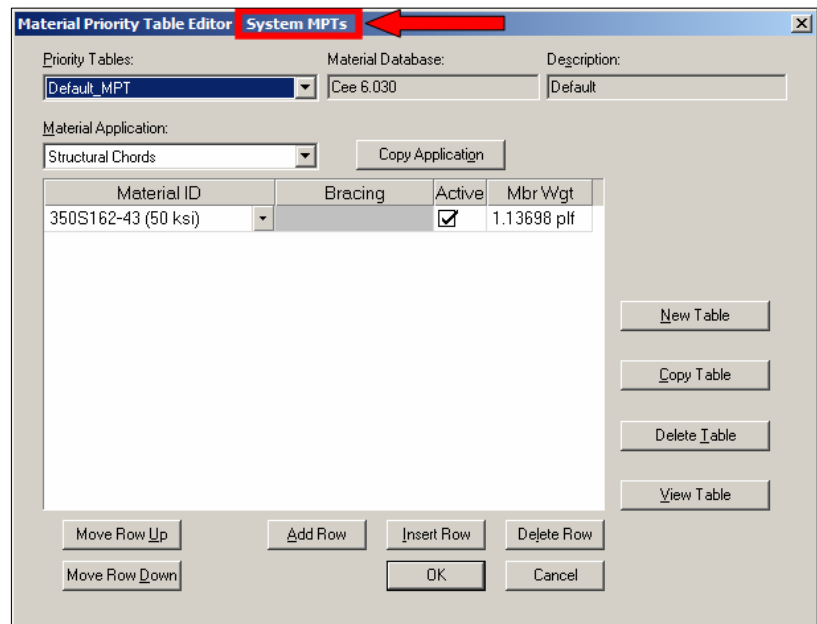 Material Priority Table Editor System MPTs
Priority Tables: Material Database: Description:
Default_MPT Cee 6.030 Default
Material Application:
Structural Chords Copy Application
Material ID Bracing Active Mbr Wgt
350S162-43 (50 ksi) 1.13698 plf
New Table
Copy Table
Delete Table
View Table
Move Row Up Add Row Insert Row Delete Row
Move Row Down OK Cancel